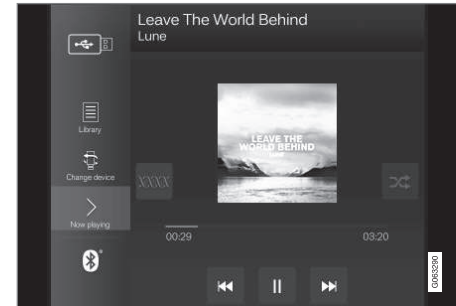 Leave The World Behind
Lune
Library
LEAVE THE
WORLD BEHIND
Change device
XXXX
Now playing
00:29
03:20
G063290